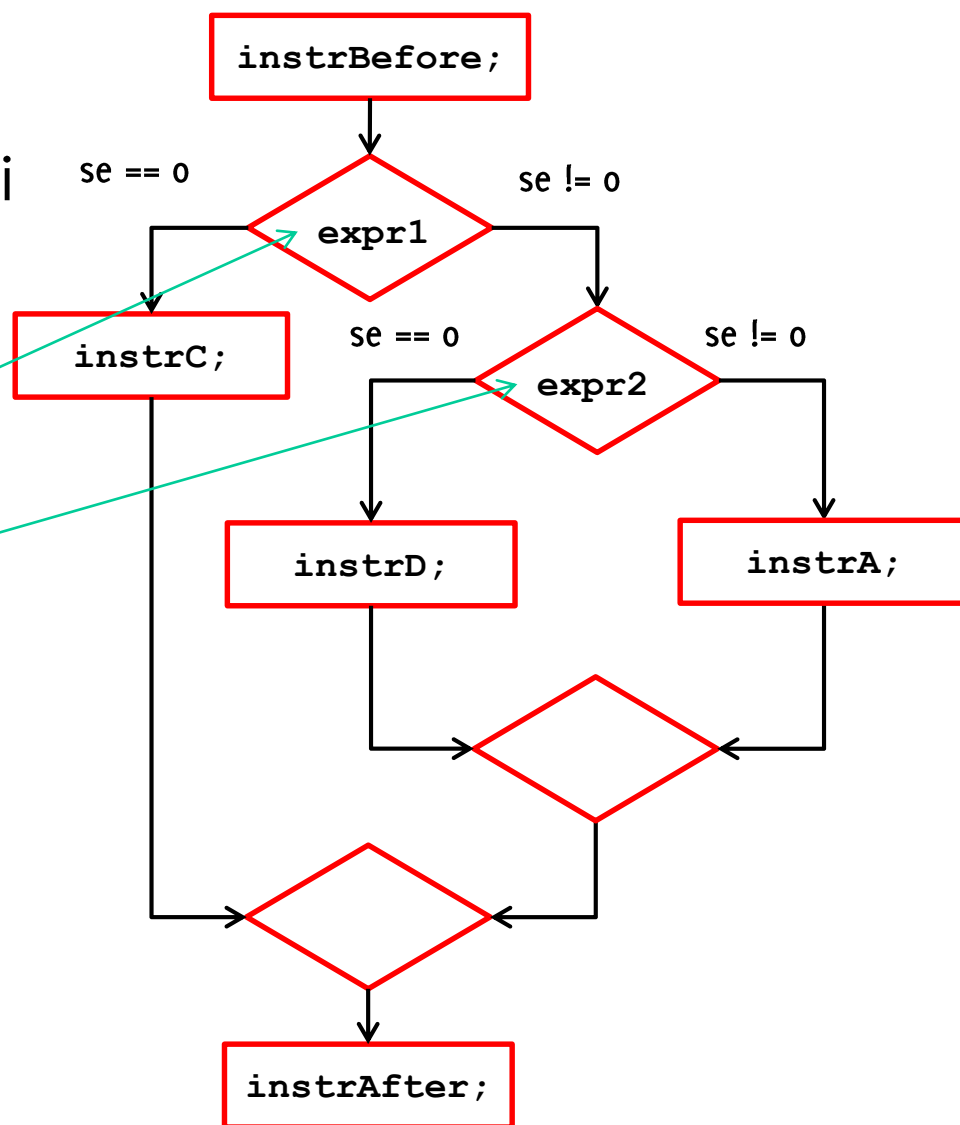 instrBefore;
i
se == 0
se != 0
expr1
instrC;
se == 0
se != 0
expr2
instrD;
instrA;
instrAfter;